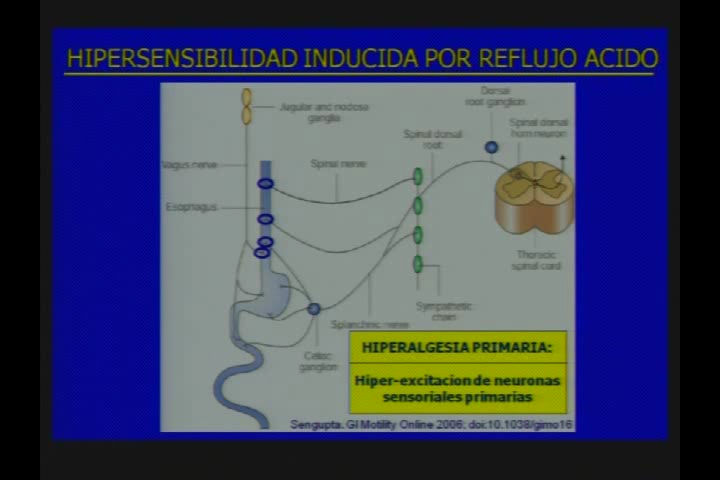 HIPERSENSIBILIDAD INDUCIDA POR REFLUJO ACIDO
Jugular and nodose
ganglia
Dorsal
root ganglion
Spinal dorsal
horn neuron
Spinal dorsal
root
Vagus nerve
Spinal nerve
Esophagus
Thoracic
spinal cord
Sympathetic
chain
Splanchnic nerve
Celiac
ganglion
HIPERALGESIA PRIMARIA:
Hiper-excitacion de neuronas
sensoriales primarias
Sengupta. GI Motility Online 2006; doi:10.1038/gimo16